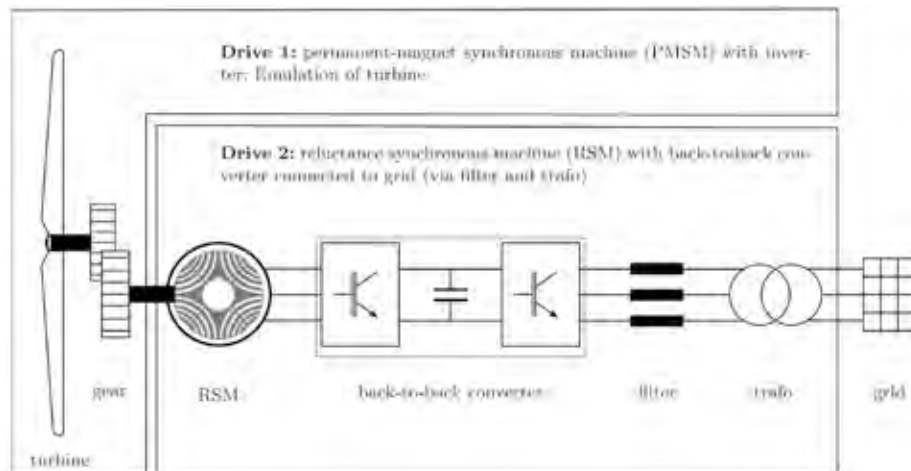 Drive 1: permanent-magnet synchronous machine (PMSM) with inver-
ter: Emulation of turbine
Drive 2: reluctance synchronous machine (RSM) with back-to-back con-
verter connected to grid (via filter and trafo)
gear
RSM
back-to-back converter
filter
trafo
grid
turbine